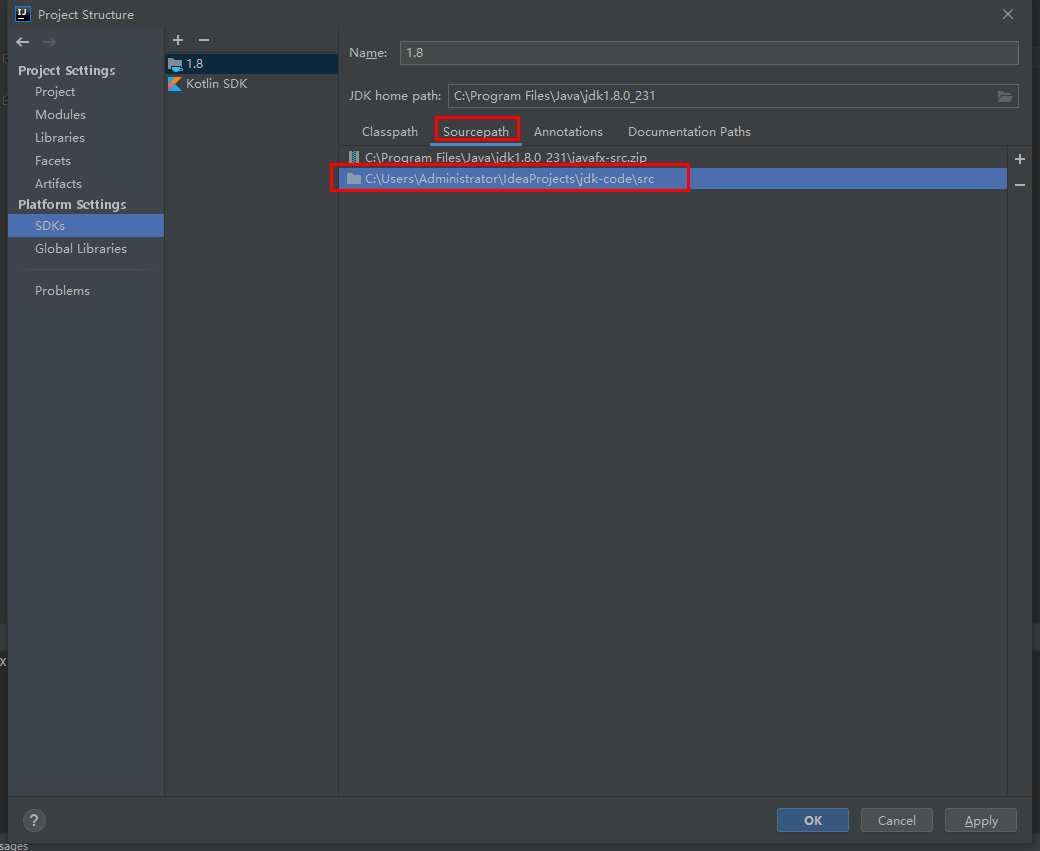 Project Structure
Project Settings
Project
Modules
Libraries
Facets
Artifacts
Platform Settings
SDKs
Global Libraries
Problems
1.8
Kotlin SDK
Name: 1.8
JDK home path: C:\Program Files\Java\jdk1.8.0_231
Classpath Sourcepath Annotations Documentation Paths
C:\Program Files\Java\jdk1.8.0_231\javafx-src.zip
C:\Users\Administrator\IdeaProjects\jdk-code\src
? OK Cancel Apply
x
sages